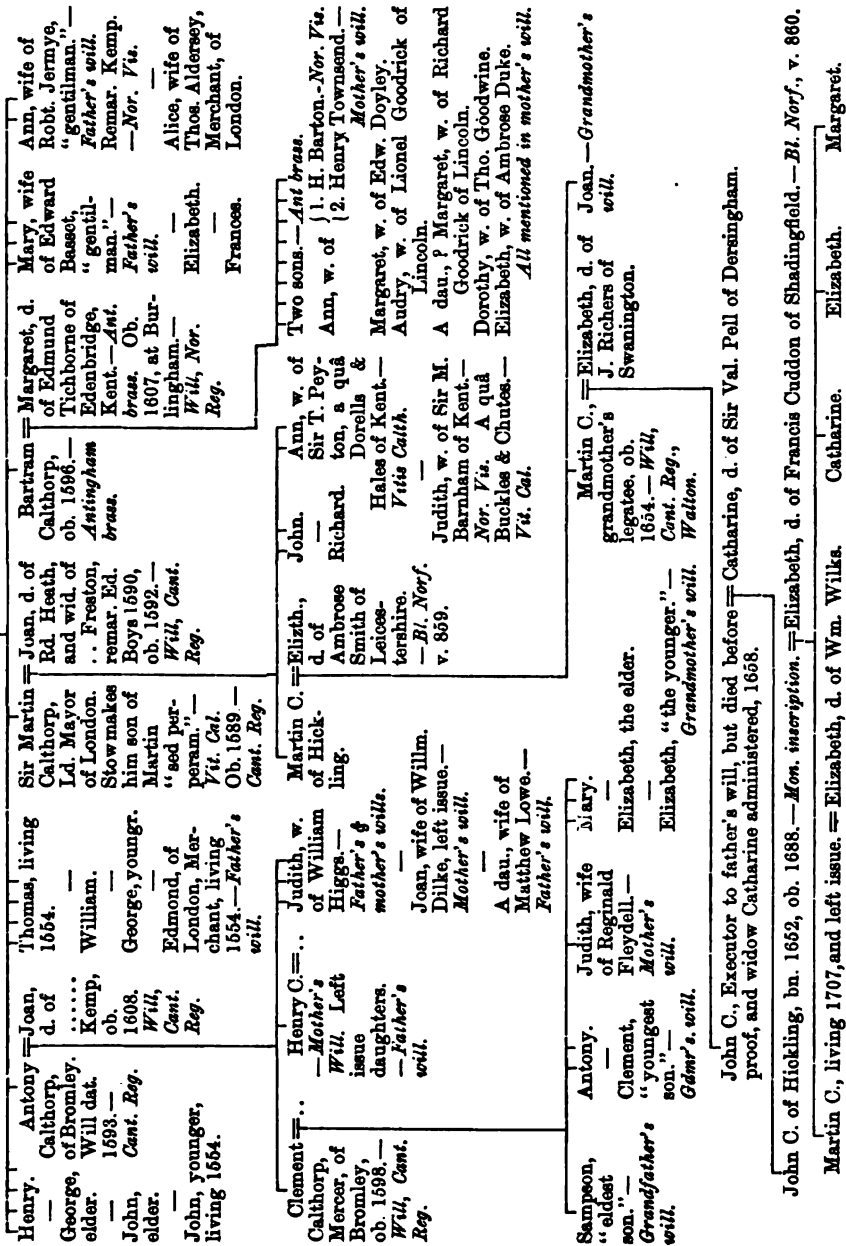 Henry.
—
George,
elder.
—
John,
elder.
—
John, younger,
living 1554.
Antony
Calthorp,
of Bromley.
Will dat.
1593.—
Cant. Reg.
=Joan,
d. of
......
Kemp,
ob.
1608.
Will,
Cant.
Reg.
Thomas, living
1554.
—
William.
—
George, youngr.
—
Edmond, of
London, Mer-
chant, living
1554.—Father's
will.
Sir Martin
Calthorp,
Ld. Mayor
of London.
Stow makes
him son of
Martin
"sed per-
peram."—
Vit. Cal.
Ob. 1589.—
Cant. Reg.
=Joan, d. of
Rd. Heath,
and wid. of
.. Freston,
remar. Ed.
Boys 1590,
ob. 1592.—
Will, Cant.
Reg.
Bartram
Calthorp,
ob. 1596.—
Antingham
brass.
=Margaret, d.
of Edmund
Tichborne of
Edenbridge,
Kent.—Ant.
brass. Ob.
1607, at Bur-
lingham.—
Will, Nor.
Reg.
Mary, wife
of Edward
Basset,
"gentil-
man."—
Father's
will.
—
Elizabeth.
—
Frances.
Ann, wife of
Robt. Jermye,
"gentilman."—
Father's will.
Remar. Kemp.
—Nor. Vis.
—
Alice, wife of
Thos. Aldersey,
Merchant, of
London.
Clement=..
Calthorp,
Mercer, of
Bromley,
ob. 1598.—
Will, Cant.
Reg.
Henry C.=..
—Mother's
Will. Left
issue
daughters.
—Father's
will.
Judith, w.
of William
Higgs.—
Father's &
mother's wills.
—
Joan, wife of Willm.
Dilke, left issue.—
Mother's will.
—
A dau., wife of
Matthew Lowe.—
Father's will.
Martin C.
of Hick-
ling.
=Elizth.,
d. of
Ambrose
Smith of
Leices-
tershire.
—Bl. Norf.
v. 859.
John.
—
Richard.
Ann, w. of
Sir T. Pey-
ton, a quâ
Dorells &
Hales of Kent.—
Vitis Calth.
—
Judith, w. of Sir M.
Barnham of Kent.—
Nor. Vis. A quâ
Buckles & Chutes.—
Vit. Cal.
Two sons.—Ant brass.
Ann, w. of { 1. H. Barton.-Nor. Vis.
{ 2. Henry Townsend.—
Mother's will.
Margaret, w. of Edw. Doyley.
Audry, w. of Lionel Goodrick of
Lincoln.
A dau., ? Margaret, w. of Richard
Goodrick of Lincoln.
Dorothy, w. of Tho. Goodwine.
Elizabeth, w. of Ambrose Duke.
All mentioned in mother's will.
Sampson,
"eldest
son."—
Grandfather's
will.
Antony.
—
Clement,
"youngest
son."—
Gdmr's. will.
Judith, wife
of Reginald
Fleydell.—
Mother's
will.
Mary.
—
Elizabeth, the elder.
—
Elizabeth, "the younger."—
Grandmother's will.
Martin C.,
grandmother's
legatee, ob.
1654.—Will,
Cant. Reg.,
Walton.
=Elizabeth, d. of
J. Richers of
Swanington.
Joan.—Grandmother's
will.
John C., Executor to father's will, but died before=Catharine, d. of Sir Val. Pell of Dersingham.
proof, and widow Catharine administered, 1658.
John C. of Hickling, bn. 1652, ob. 1688.—Mon. inscription.=Elizabeth, d. of Francis Cuddon of Shadingfield.—Bl. Norf., v. 860.
Martin C., living 1707, and left issue.=Elizabeth, d. of Wm. Wilks. Catharine. Elizabeth. Margaret.